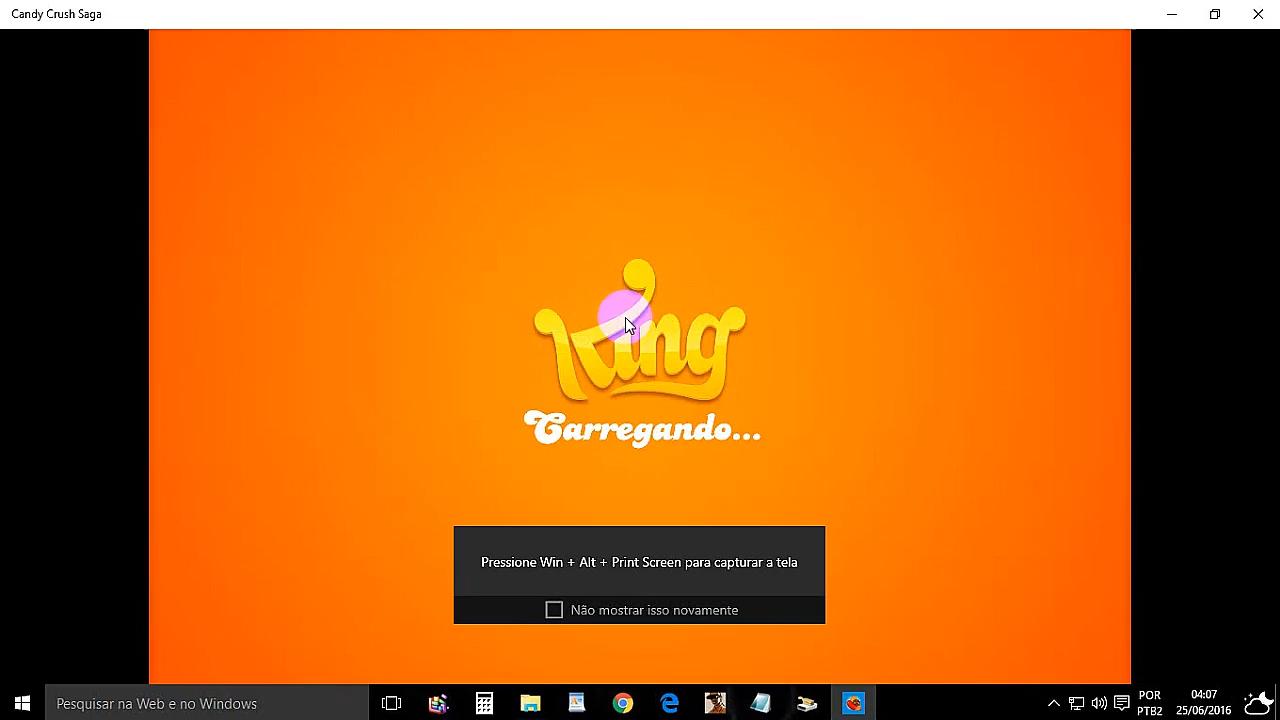 Candy Crush Saga
King
Carregando...
Pressione Win + Alt + Print Screen para capturar a tela
Não mostrar isso novamente
Pesquisar na Web e no Windows
POR
PTB2
04:07
25/06/2016